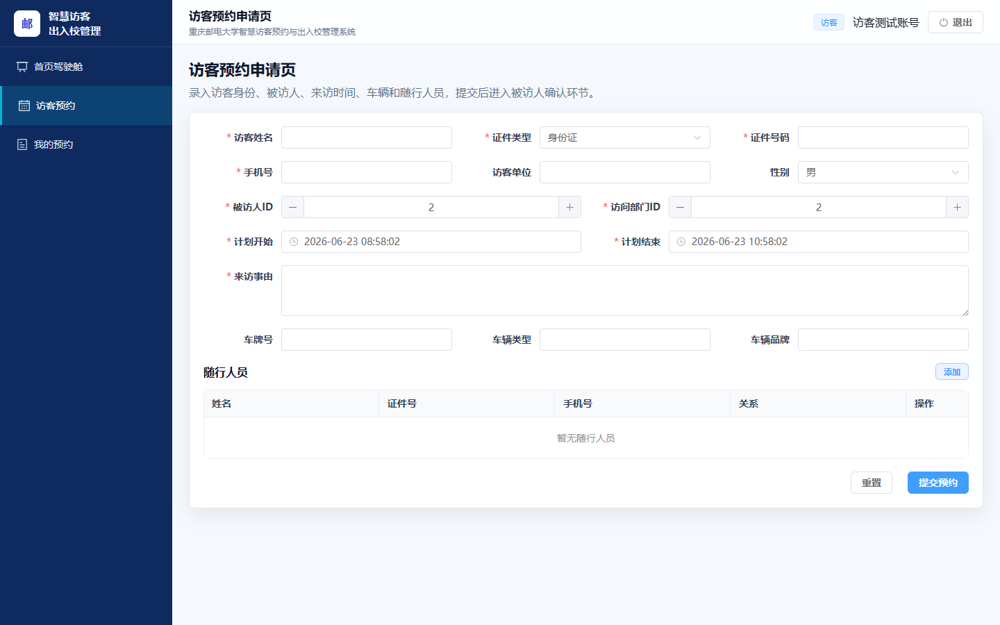 邮
智慧访客
出入校管理
首页驾驶舱
访客预约
我的预约
访客预约申请页
重庆邮电大学智慧访客预约与出入校管理系统
访客
访客测试账号
退出
访客预约申请页
录入访客身份、被访人、来访时间、车辆和随行人员，提交后进入被访人确认环节。
* 访客姓名
* 证件类型 身份证
* 证件号码
* 手机号
访客单位
性别 男
* 被访人ID 2
* 访问部门ID 2
* 计划开始 2026-06-23 08:58:02
* 计划结束 2026-06-23 10:58:02
* 来访事由
车牌号
车辆类型
车辆品牌
随行人员
添加
姓名 证件号 手机号 关系 操作
暂无随行人员
重置
提交预约